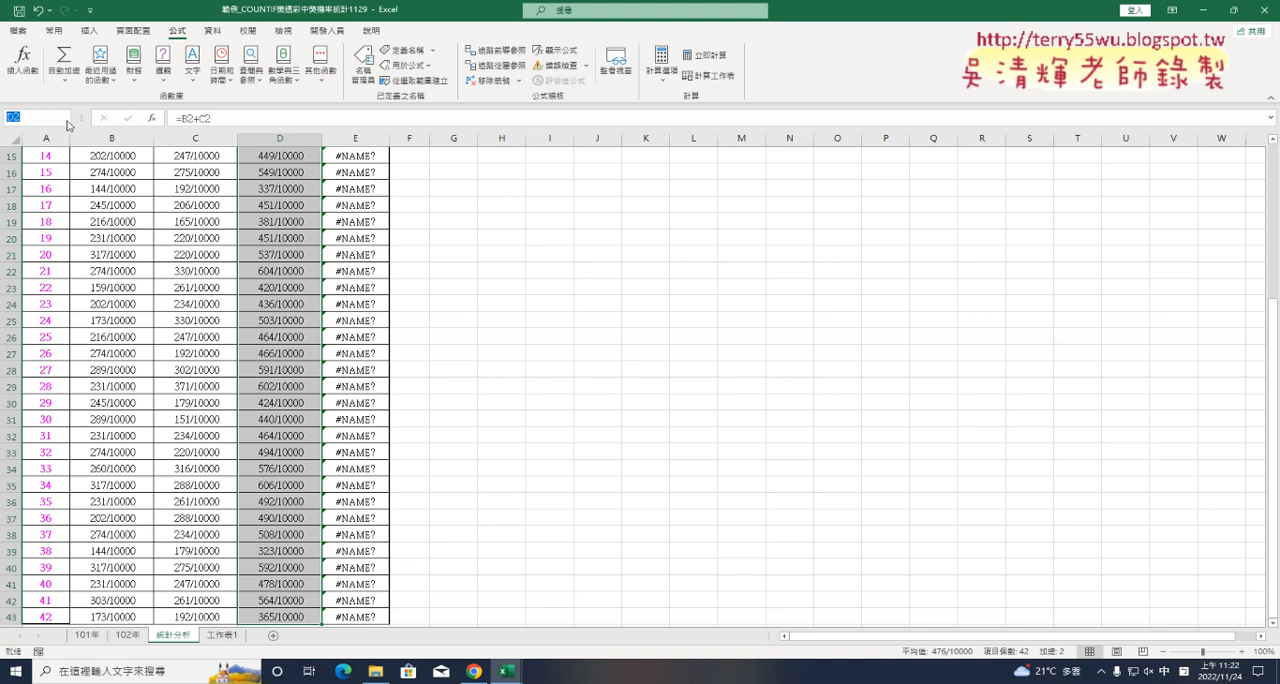 範例_COUNTIF樂透彩中獎機率統計1129 - Excel
搜尋
登入
檔案 常用 插入 頁面配置 公式 資料 校閱 檢視 開發人員 說明
共用
http://terry55wu.blogspot.tw
吳清輝老師錄製
插入函數 自動加總 最近用過的函數 財務 邏輯 文字 日期和時間 查閱與參照 數學與三角函數 其他函數
名稱管理員 定義名稱 用於公式 從選取範圍建立
追蹤前導參照 追蹤從屬參照 移除箭號 顯示公式 錯誤檢查 評估值公式
監看視窗 計算選項 立即計算 計算工作表
函數庫 已定義之名稱 公式稽核 計算
D2 fx =B2+C2
A B C D E F G H I J K L M N O P Q R S T U V W
15 14 202/10000 247/10000 449/10000 #NAME?
16 15 274/10000 275/10000 549/10000 #NAME?
17 16 144/10000 192/10000 337/10000 #NAME?
18 17 245/10000 206/10000 451/10000 #NAME?
19 18 216/10000 165/10000 381/10000 #NAME?
20 19 231/10000 220/10000 451/10000 #NAME?
21 20 317/10000 220/10000 537/10000 #NAME?
22 21 274/10000 330/10000 604/10000 #NAME?
23 22 159/10000 261/10000 420/10000 #NAME?
24 23 202/10000 234/10000 436/10000 #NAME?
25 24 173/10000 330/10000 503/10000 #NAME?
26 25 216/10000 247/10000 464/10000 #NAME?
27 26 274/10000 192/10000 466/10000 #NAME?
28 27 289/10000 302/10000 591/10000 #NAME?
29 28 231/10000 371/10000 602/10000 #NAME?
30 29 245/10000 179/10000 424/10000 #NAME?
31 30 289/10000 151/10000 440/10000 #NAME?
32 31 231/10000 234/10000 464/10000 #NAME?
33 32 274/10000 220/10000 494/10000 #NAME?
34 33 260/10000 316/10000 576/10000 #NAME?
35 34 317/10000 288/10000 606/10000 #NAME?
36 35 231/10000 261/10000 492/10000 #NAME?
37 36 202/10000 288/10000 490/10000 #NAME?
38 37 274/10000 234/10000 508/10000 #NAME?
39 38 144/10000 179/10000 323/10000 #NAME?
40 39 317/10000 275/10000 592/10000 #NAME?
41 40 231/10000 247/10000 478/10000 #NAME?
42 41 303/10000 261/10000 564/10000 #NAME?
43 42 173/10000 192/10000 365/10000 #NAME?
101年 102年 統計分析 工作表1
就緒 平均值: 476/10000 項目個數: 42 加總: 2 100%
在這裡輸入文字來搜尋 21°C 多雲 中 上午 11:22
2022/11/24